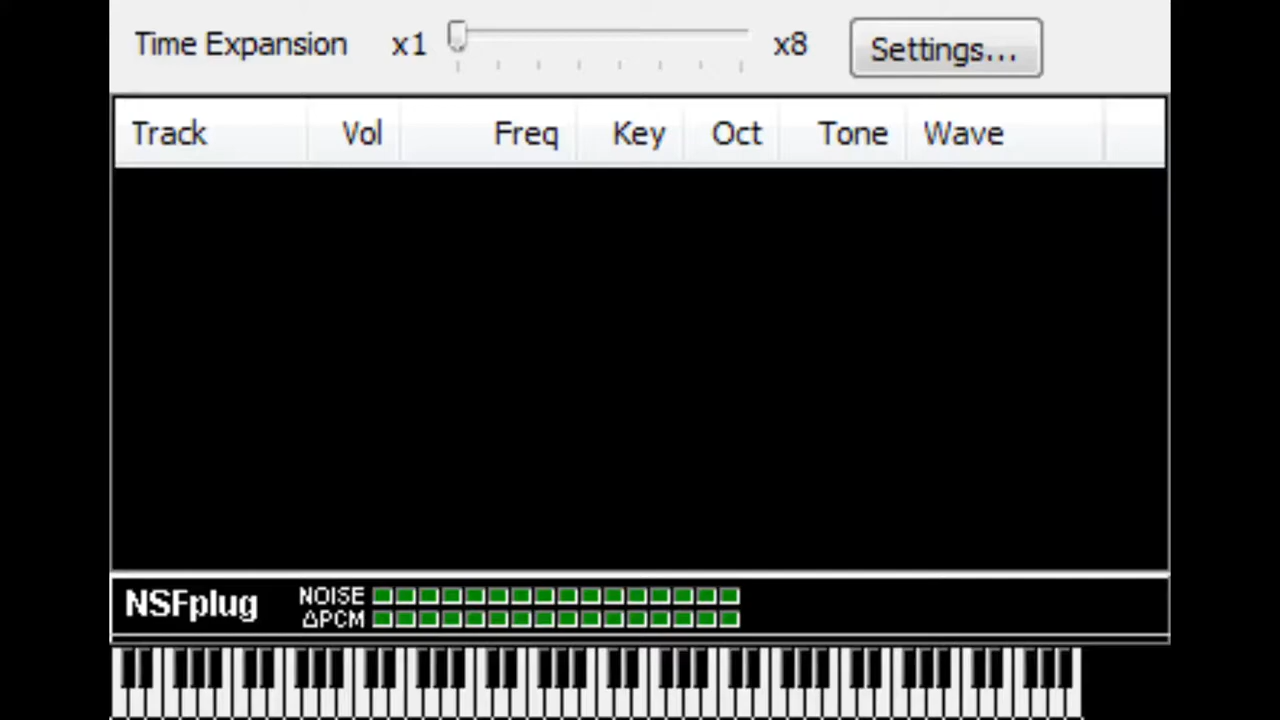 Time Expansion x1 x8 Settings...
Track Vol Freq Key Oct Tone Wave
NSFplug NOISE
ΔPCM